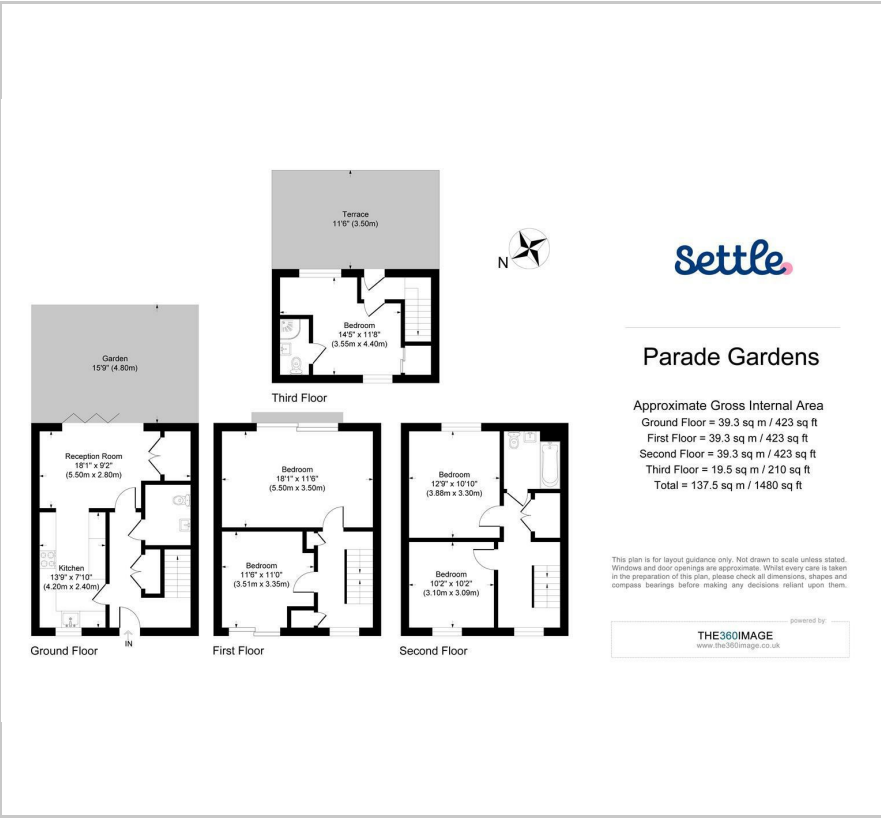 Terrace
11'6" (3.50m)
N
Bedroom
14'5" x 11'8"
(3.55m x 4.40m)
Third Floor
Garden
15'9" (4.80m)
Reception Room
18'1" x 9'2"
(5.50m x 2.80m)
Kitchen
13'9" x 7'10"
(4.20m x 2.40m)
IN
Ground Floor
Bedroom
18'1" x 11'6"
(5.50m x 3.50m)
Bedroom
11'6" x 11'0"
(3.51m x 3.35m)
First Floor
Bedroom
12'9" x 10'10"
(3.88m x 3.30m)
Bedroom
10'2" x 10'2"
(3.10m x 3.09m)
Second Floor
Settle
Parade Gardens
Approximate Gross Internal Area
Ground Floor = 39.3 sq m / 423 sq ft
First Floor = 39.3 sq m / 423 sq ft
Second Floor = 39.3 sq m / 423 sq ft
Third Floor = 19.5 sq m / 210 sq ft
Total = 137.5 sq m / 1480 sq ft
This plan is for layout guidance only. Not drawn to scale unless stated.
Windows and door openings are approximate. Whilst every care is taken
in the preparation of this plan, please check all dimensions, shapes and
compass bearings before making any decisions reliant upon them.
powered by:
THE360IMAGE
www.the360image.co.uk